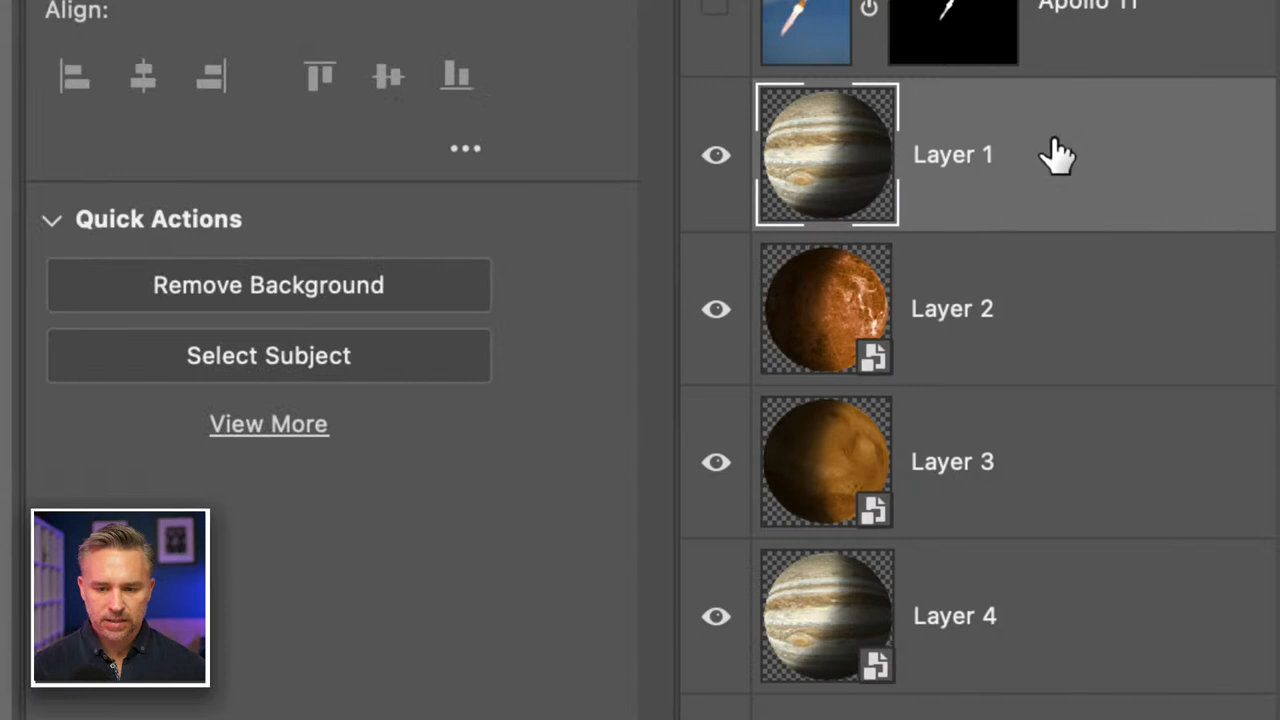 Align:
Apollo 11
Layer 1
Quick Actions
Remove Background
Layer 2
Select Subject
View More
Layer 3
Layer 4